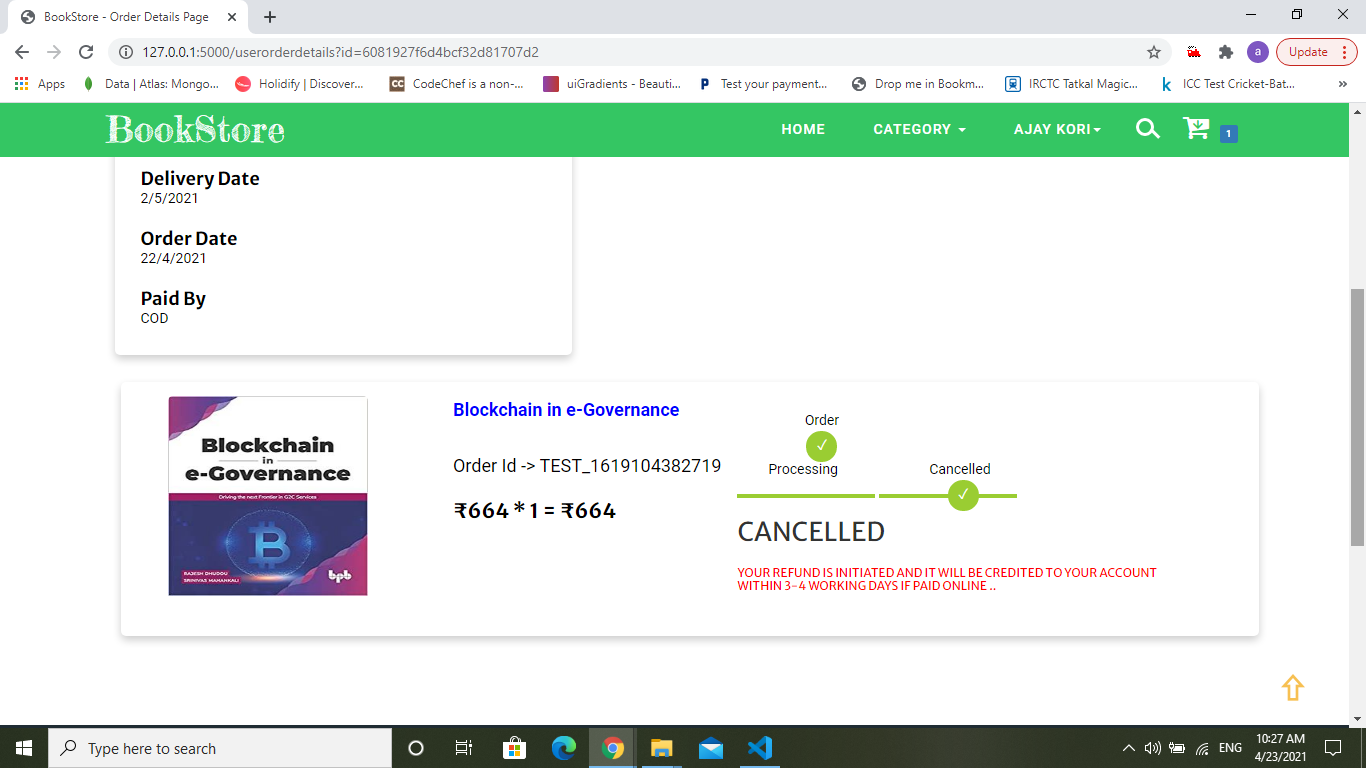 BookStore - Order Details Page
127.0.0.1:5000/userorderdetails?id=6081927f6d4bcf32d81707d2
a
Update
Apps
Data | Atlas: Mongo...
Holidify | Discover...
CC
CodeChef is a non-...
uiGradients - Beauti...
P
Test your payment...
Drop me in Bookm...
IRCTC Tatkal Magic...
k
ICC Test Cricket-Bat...
»
BookStore
HOME
CATEGORY
AJAY KORI
1
Delivery Date
2/5/2021
Order Date
22/4/2021
Paid By
COD
Blockchain
in
e-Governance
Driving the next Frontier in G2C Services
RAJESH DHUDDU
SRINIVAS MAHANKALI
bpb
Blockchain in e-Governance
Order Id -> TEST_1619104382719
₹664 * 1 = ₹664
Order
Processing
Cancelled
CANCELLED
YOUR REFUND IS INITIATED AND IT WILL BE CREDITED TO YOUR ACCOUNT
WITHIN 3-4 WORKING DAYS IF PAID ONLINE ..
Type here to search
ENG
10:27 AM
4/23/2021